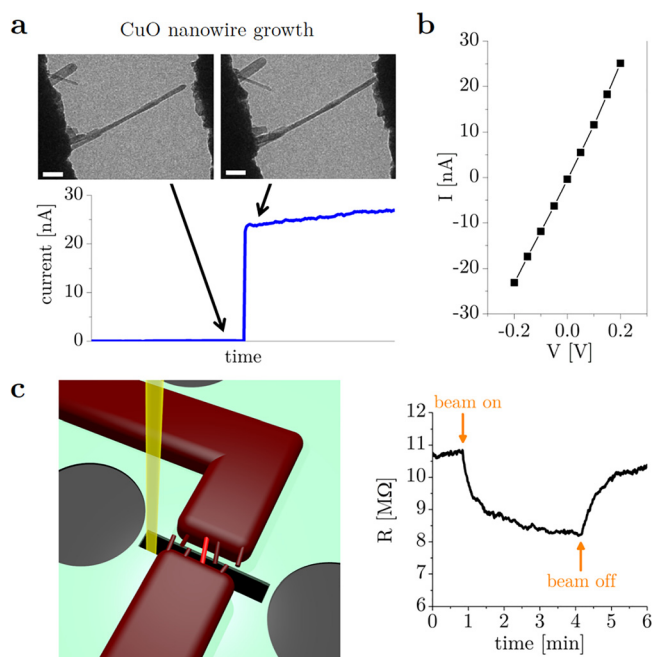 a
CuO nanowire growth
30
20
10
0
current [nA]
time
b
30
20
10
0
-10
-20
-30
I [nA]
-0.2
0.0
0.2
V [V]
c
beam on
12
11
10
9
8
7
6
R [MΩ]
beam off
0
1
2
3
4
5
6
time [min]